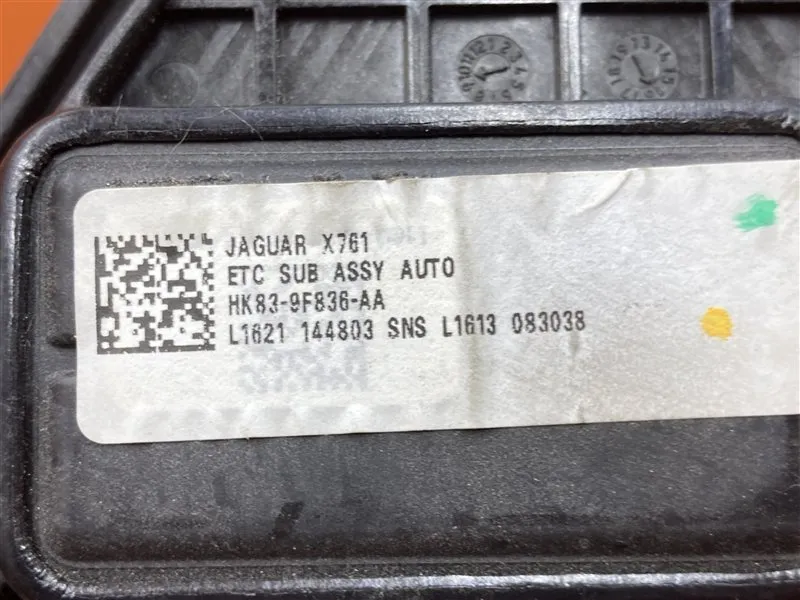 JAGUAR X761
ETC SUB ASSY AUTO
HK83-9F836-AA
L1621 144803 SNS L1613 083038